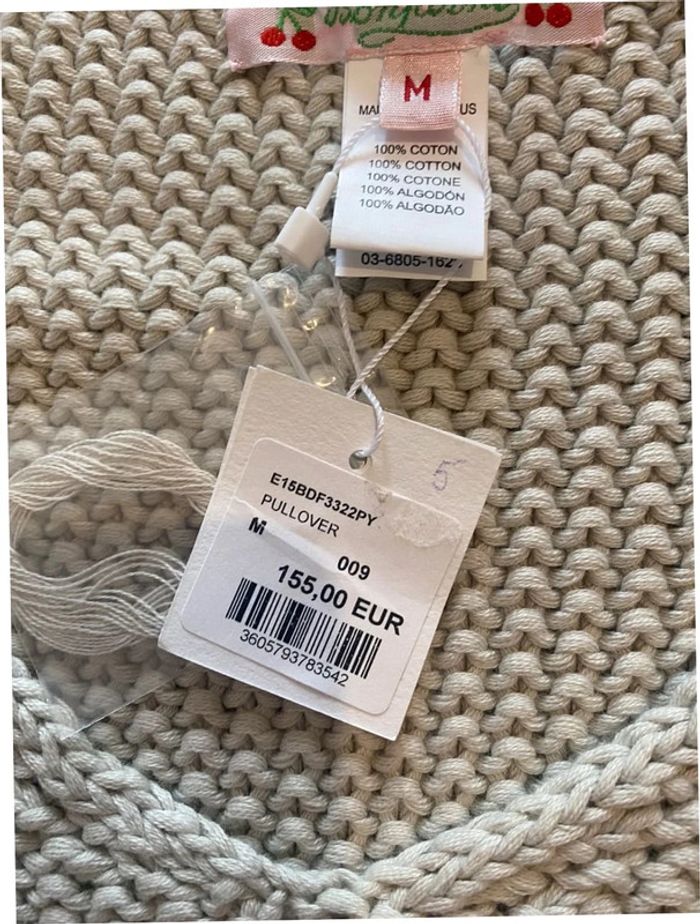 M
100% COTON
100% COTTON
100% COTONE
100% ALGODÓN
100% ALGODÃO
5
E15BDF3322PY
PULLOVER
M
009
155,00 EUR
3605793783542